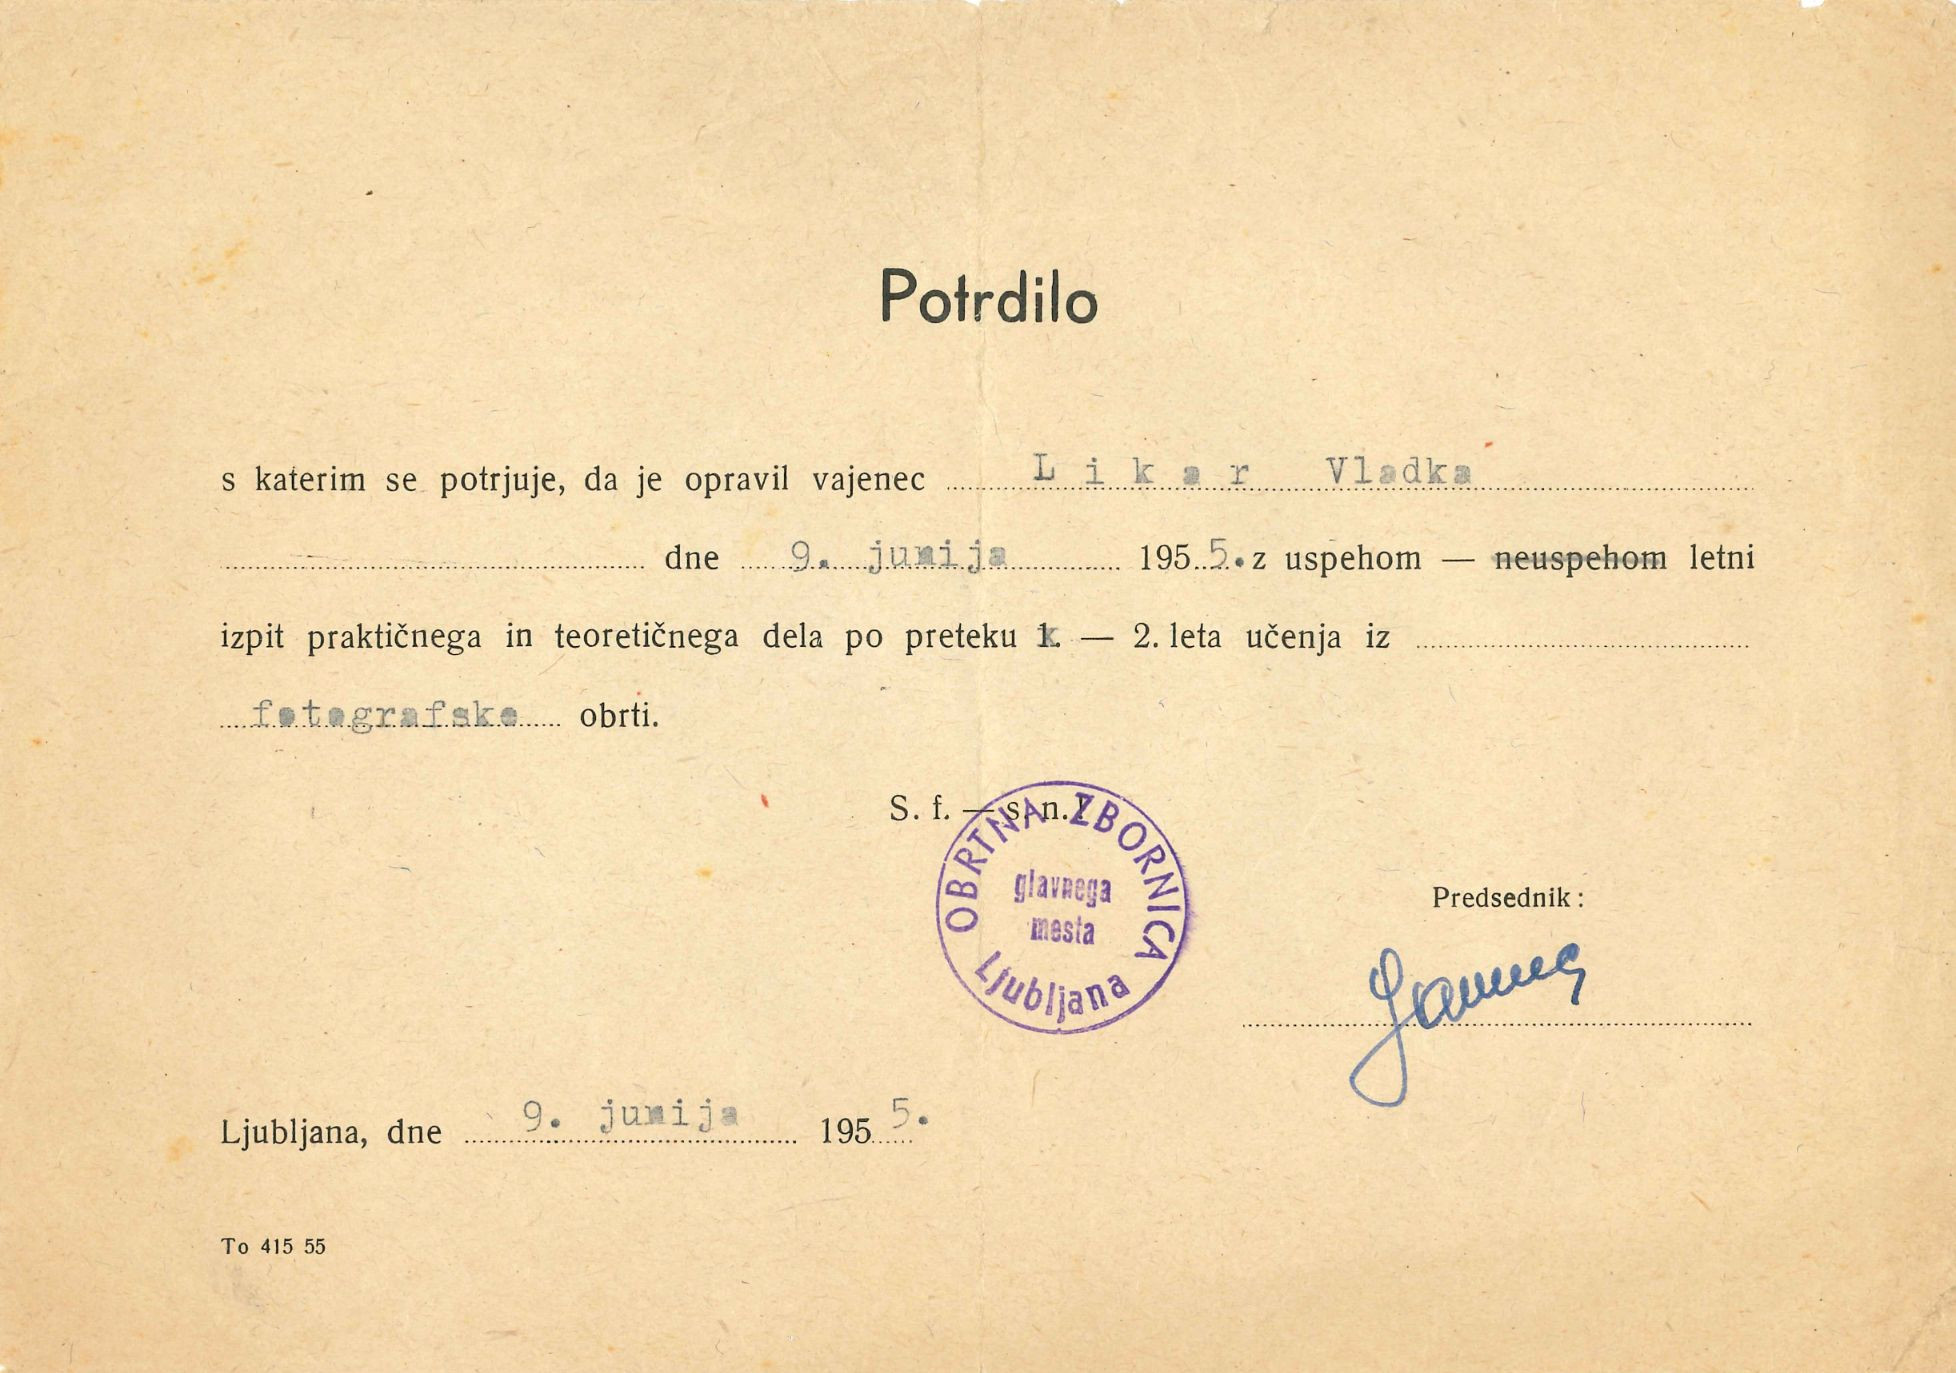 Potrdilo
s katerim se potrjuje, da je opravil vajenec L i k a r Vladka
dne 9. junija 1955. z uspehom — neuspehom letni
izpit praktičnega in teoretičnega dela po preteku 1. — 2. leta učenja iz
fotografske obrti.
S. f. — s. n.!
OBRTNA ZBORNICA
glavnega
mesta
Ljubljana
Predsednik:
Ljubljana, dne 9. junija 1955.
To 415 55